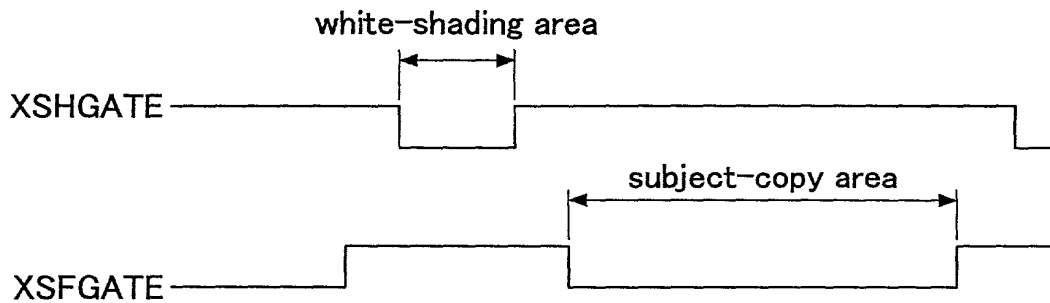 white-shading area
XSHGATE
subject-copy area
XSFGATE